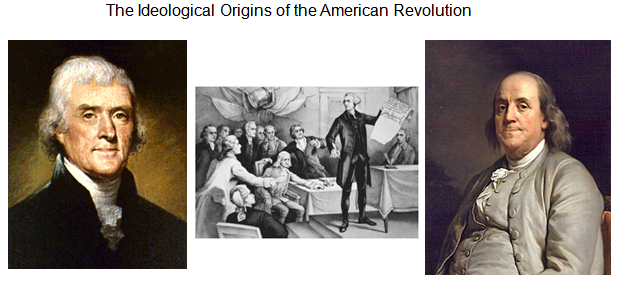 The Ideological Origins of the American Revolution